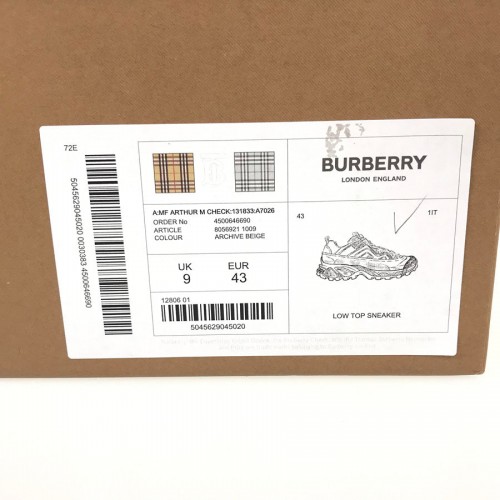 72E
5045629045020 0030383 4500646690
BURBERRY
LONDON ENGLAND
A:MF ARTHUR M CHECK:131833:A7026
ORDER No 4500646690
ARTICLE 8056921 1009
COLOUR ARCHIVE BEIGE
UK EUR
9 43
12806 01
5045629045020
43 1IT
LOW TOP SNEAKER